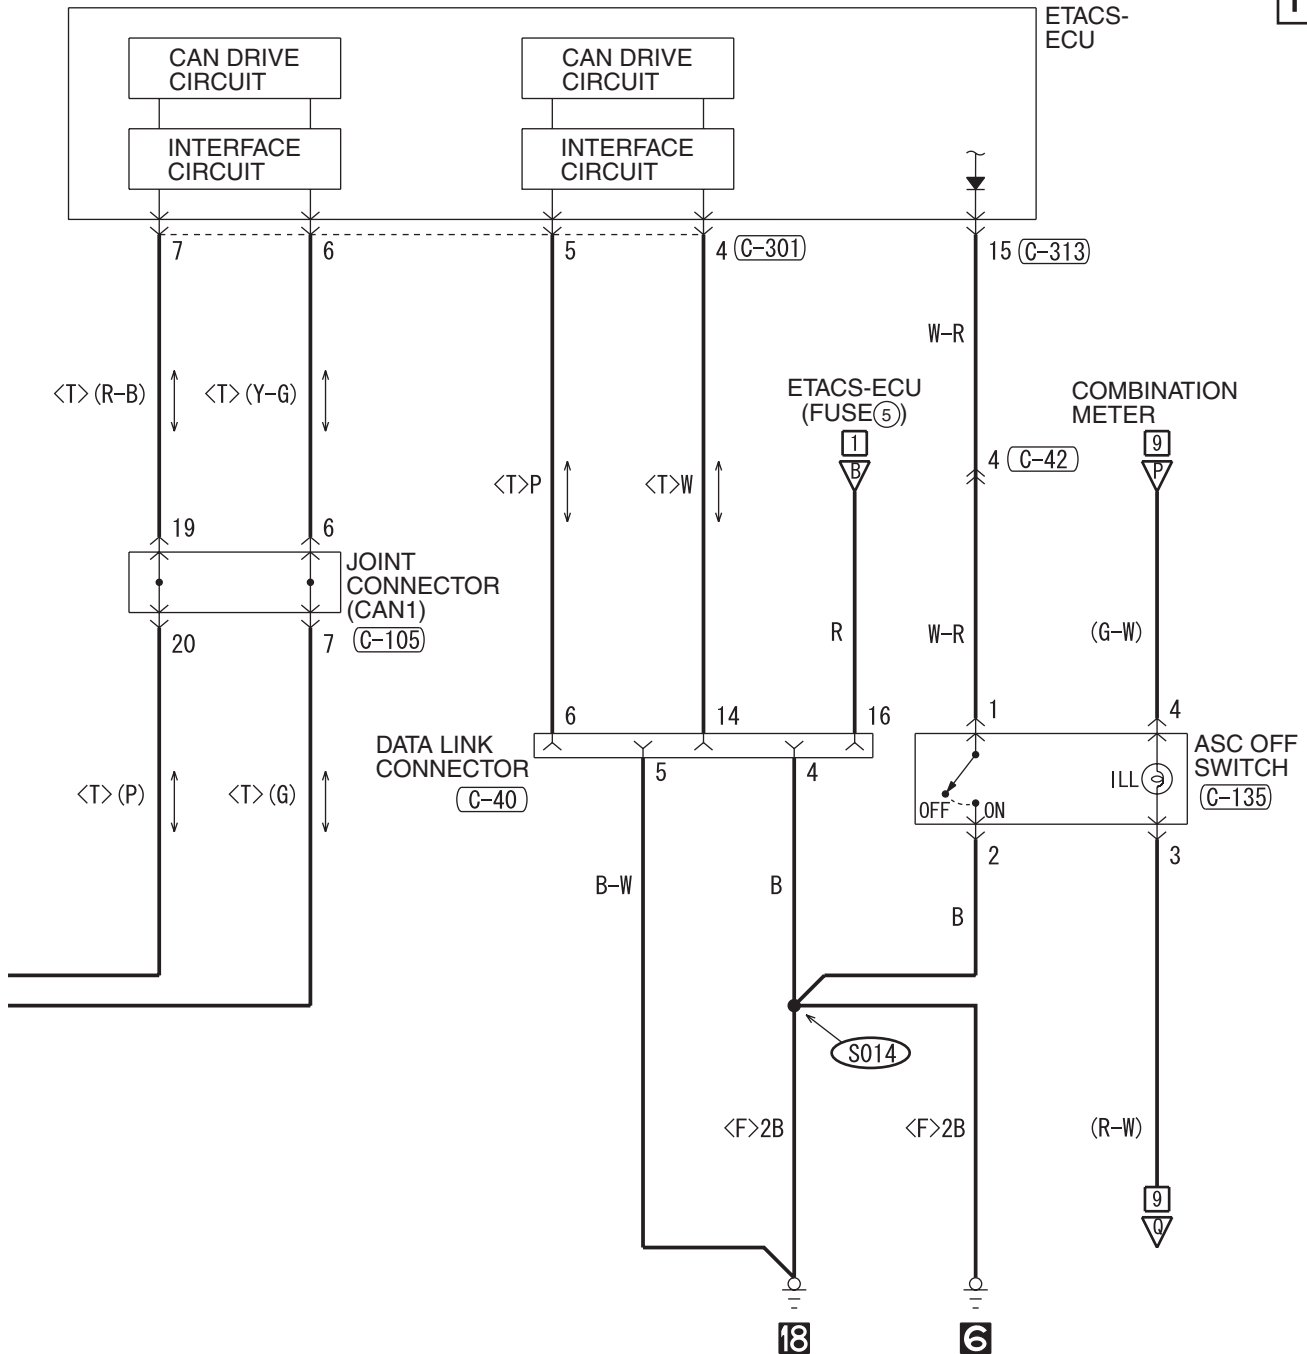 ETACS-
ECU
CAN DRIVE
CIRCUIT
CAN DRIVE
CIRCUIT
INTERFACE
CIRCUIT
INTERFACE
CIRCUIT
7
6
5
4 C-301
15 C-313
W-R
<T>(R-B)
<T>(Y-G)
ETACS-ECU
(FUSE⑤)
1
B
COMBINATION
METER
9
P
4 C-42
<T>P
<T>W
19
6
JOINT
CONNECTOR
(CAN1)
C-105
20
7
R
W-R
(G-W)
6
14
16
1
4
DATA LINK
CONNECTOR
C-40
5
4
ASC OFF
SWITCH
C-135
ILL
OFF
ON
<T>(P)
<T>(G)
2
3
B-W
B
B
S014
<F>2B
<F>2B
(R-W)
9
Q
18
6